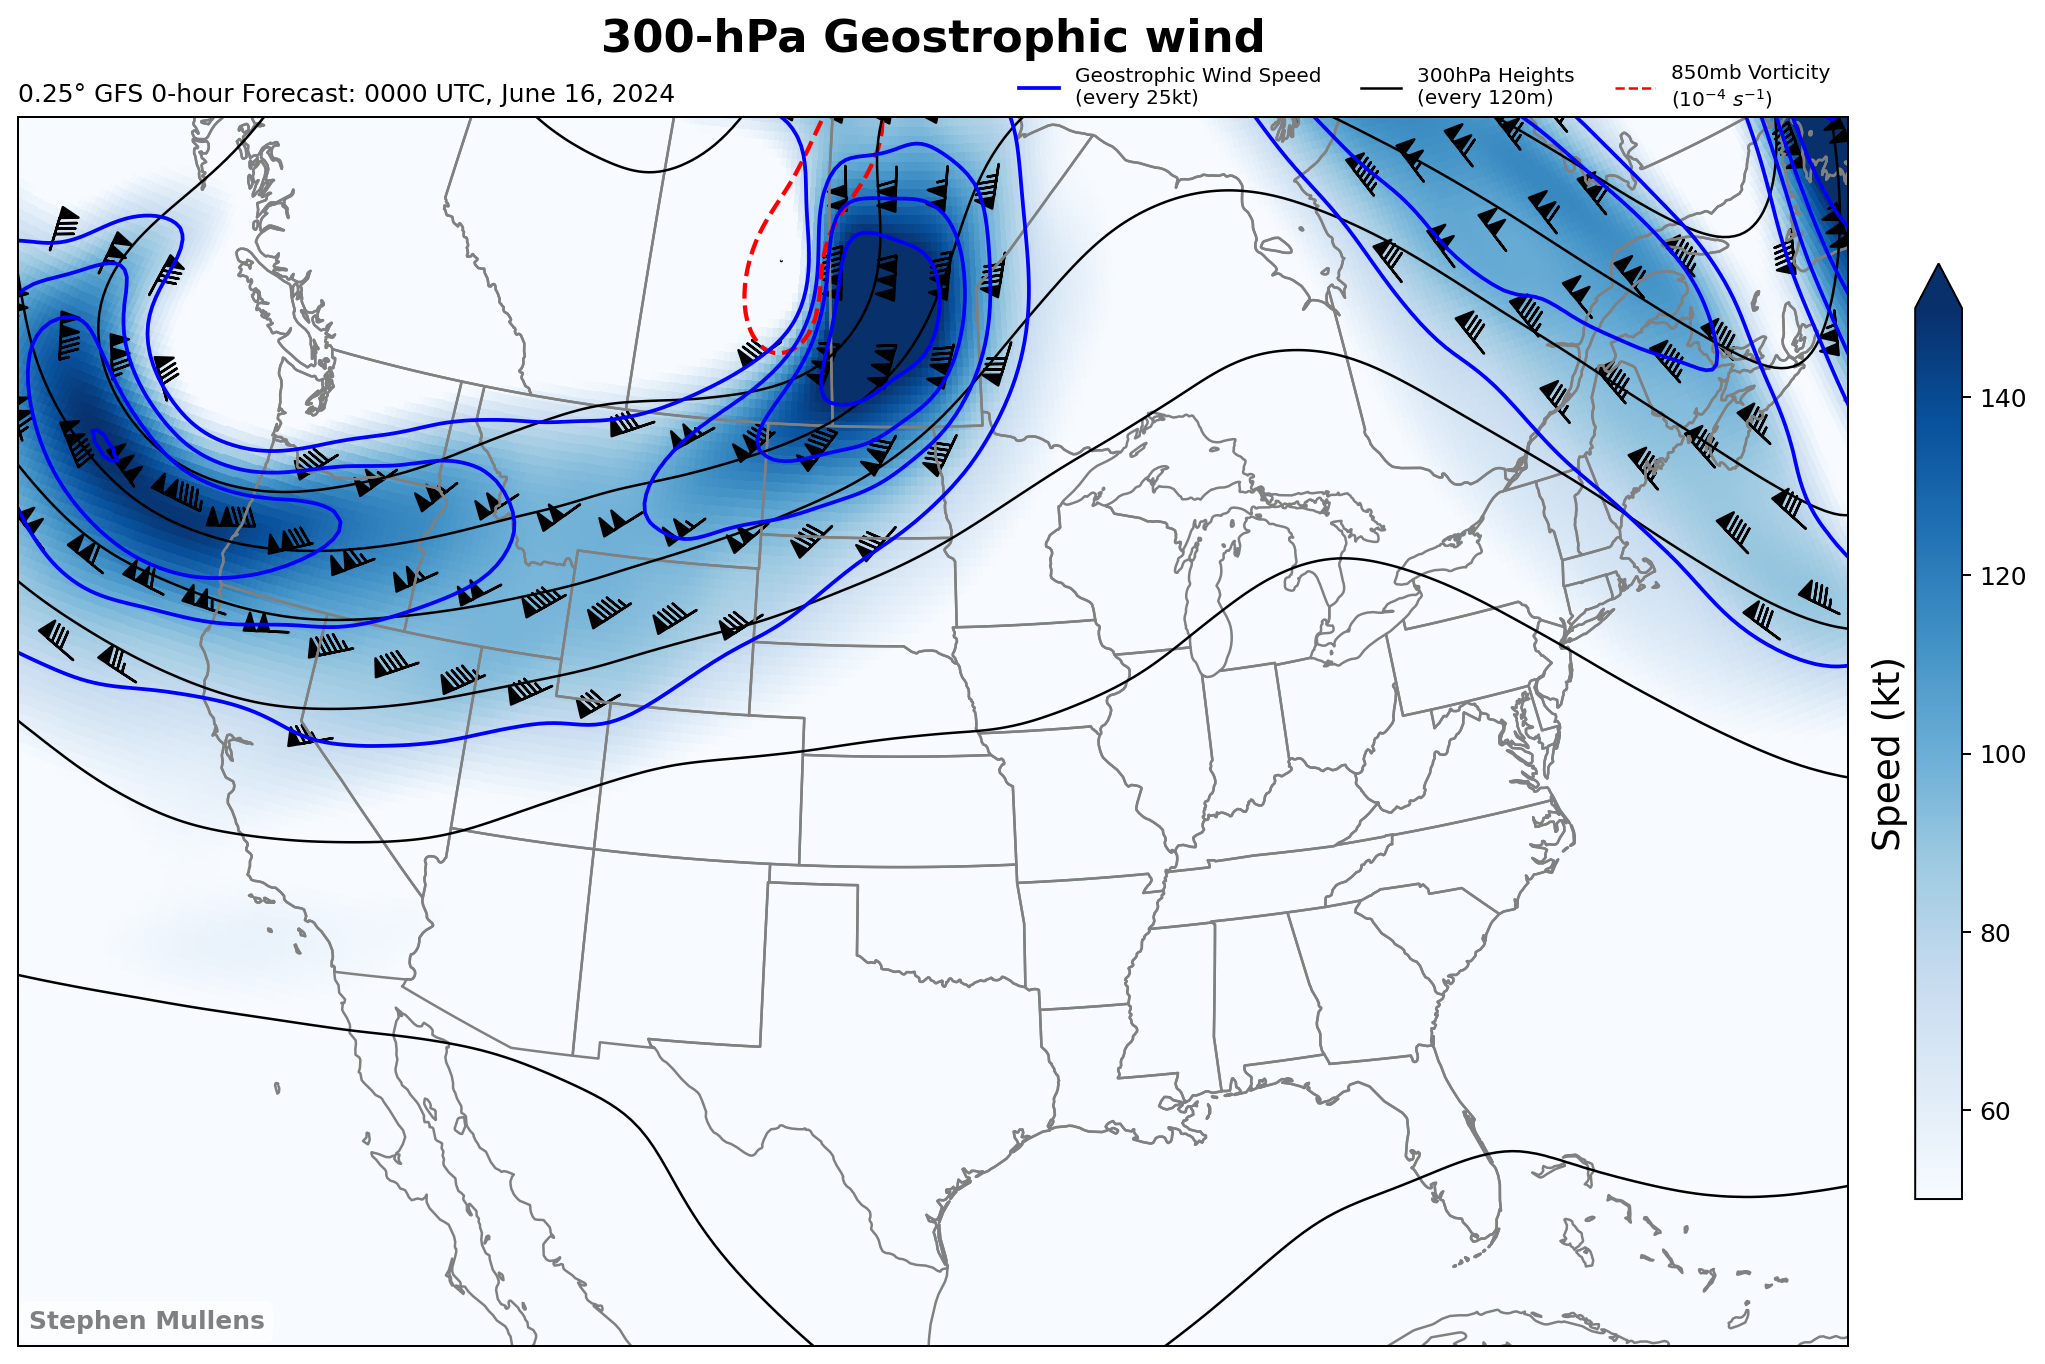 300-hPa Geostrophic wind
0.25° GFS 0-hour Forecast: 0000 UTC, June 16, 2024
Geostrophic Wind Speed
(every 25kt)
300hPa Heights
(every 120m)
850mb Vorticity
(10⁻⁴ s⁻¹)
140
120
100
80
60
Speed (kt)
Stephen Mullens